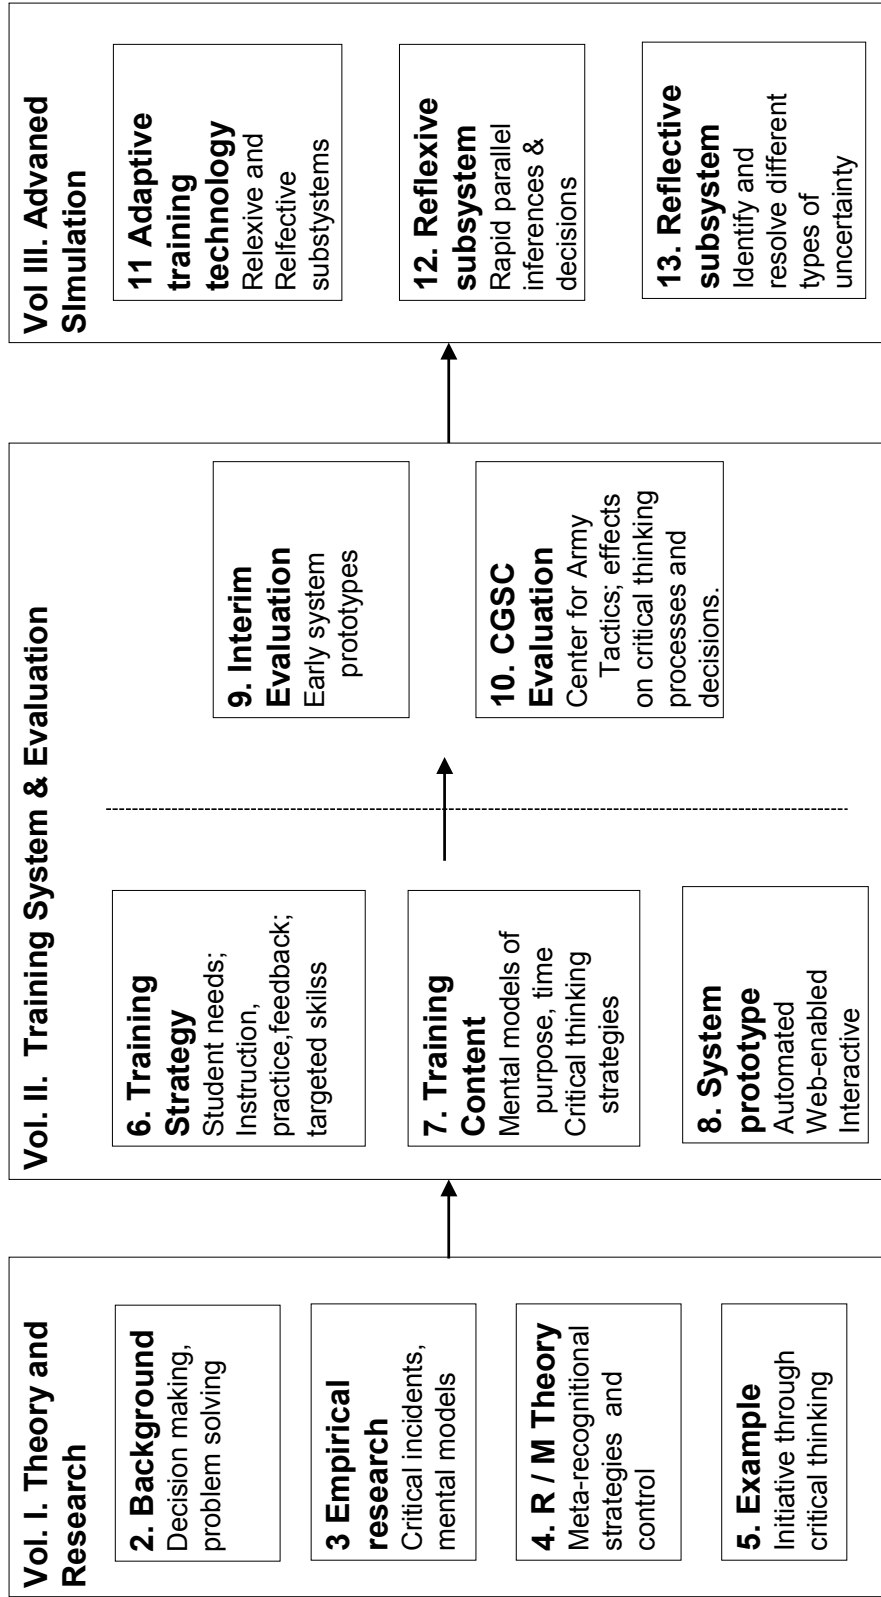 Vol. I. Theory and
Research
2. Background
Decision making,
problem solving
3 Empirical
research
Critical incidents,
mental models
4. R / M Theory
Meta-recognitional
strategies and
control
5. Example
Initiative through
critical thinking
Vol. II. Training System & Evaluation
6. Training
Strategy
Student needs;
Instruction,
practice,feedback;
targeted skilss
7. Training
Content
Mental models of
purpose, time
Critical thinking
strategies
8. System
prototype
Automated
Web-enabled
Interactive
9. Interim
Evaluation
Early system
prototypes
10. CGSC
Evaluation
Center for Army
Tactics; effects
on critical thinking
processes and
decisions.
Vol III. Advaned
SImulation
11 Adaptive
training
technology
Relexive and
Relfective
substystems
12. Reflexive
subsystem
Rapid parallel
inferences &
decisions
13. Reflective
subsystem
Identify and
resolve different
types of
uncertainty